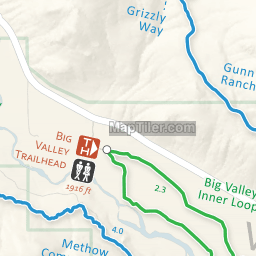 Grizzly
Way
Gunn
Ranch
MapTiler.com
BIG
VALLEY
TRAILHEAD
TH
1916 ft
2.3
Big Valley
Inner Loop
W
Methow
Com
4.0